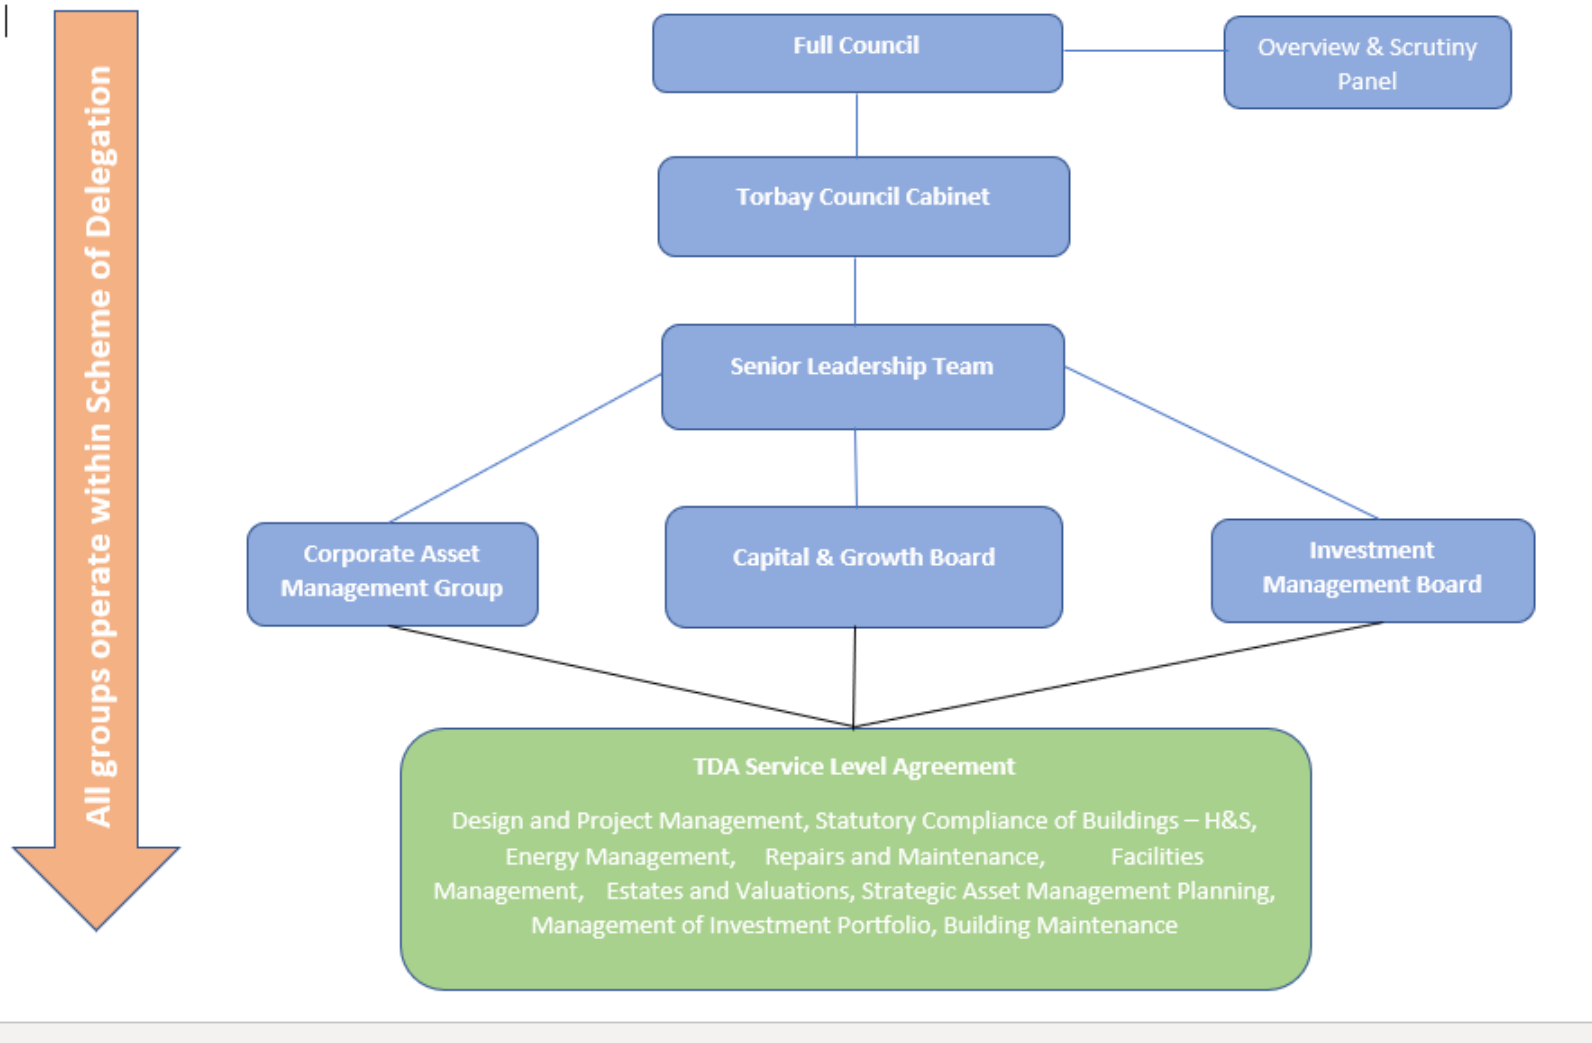 All groups operate within Scheme of Delegation
Full Council
Overview & Scrutiny
Panel
Torbay Council Cabinet
Senior Leadership Team
Corporate Asset
Management Group
Capital & Growth Board
Investment
Management Board
TDA Service Level Agreement
Design and Project Management, Statutory Compliance of Buildings – H&S,
Energy Management, Repairs and Maintenance, Facilities
Management, Estates and Valuations, Strategic Asset Management Planning,
Management of Investment Portfolio, Building Maintenance